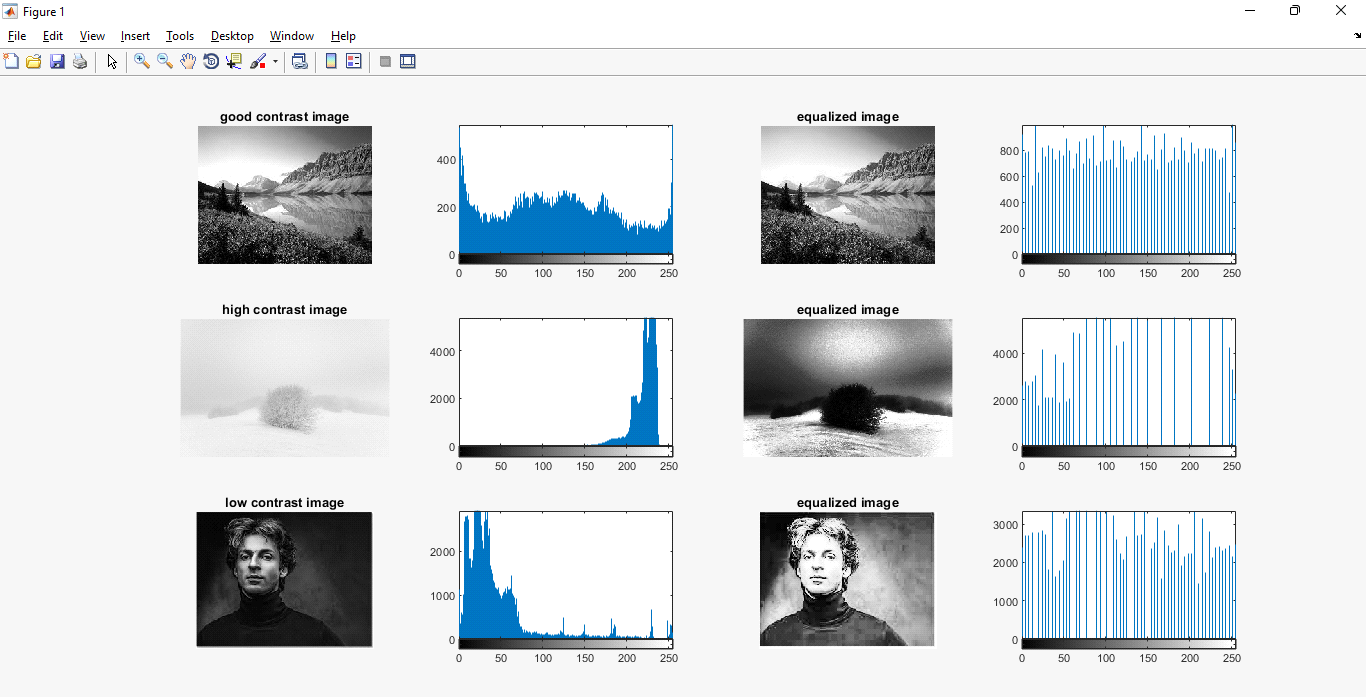 Figure 1
File Edit View Insert Tools Desktop Window Help
good contrast image
400
200
0
0 50 100 150 200 250
equalized image
800
600
400
200
0
0 50 100 150 200 250
high contrast image
4000
2000
0
0 50 100 150 200 250
equalized image
4000
2000
0
0 50 100 150 200 250
low contrast image
2000
1000
0
0 50 100 150 200 250
equalized image
3000
2000
1000
0
0 50 100 150 200 250